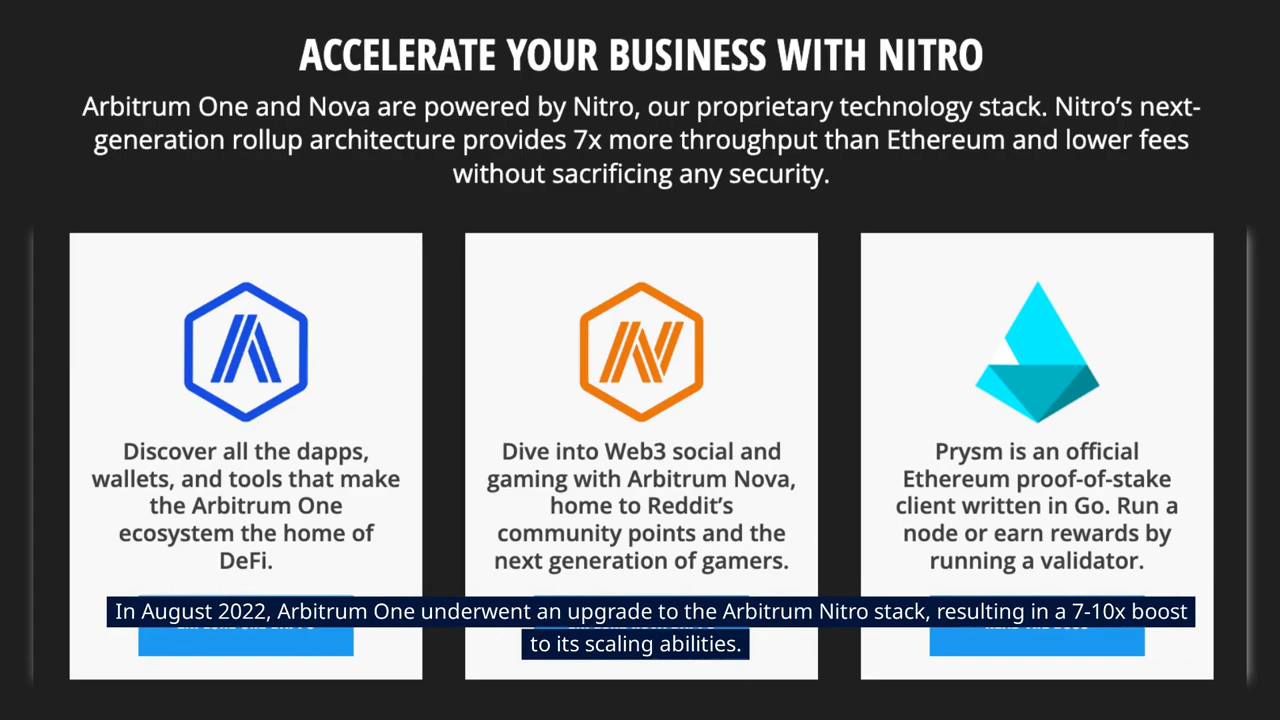 ACCELERATE YOUR BUSINESS WITH NITRO
Arbitrum One and Nova are powered by Nitro, our proprietary technology stack. Nitro’s next-
generation rollup architecture provides 7x more throughput than Ethereum and lower fees
without sacrificing any security.
Discover all the dapps,
wallets, and tools that make
the Arbitrum One
ecosystem the home of
DeFi.
Dive into Web3 social and
gaming with Arbitrum Nova,
home to Reddit’s
community points and the
next generation of gamers.
Prysm is an official
Ethereum proof-of-stake
client written in Go. Run a
node or earn rewards by
running a validator.
In August 2022, Arbitrum One underwent an upgrade to the Arbitrum Nitro stack, resulting in a 7-10x boost
to its scaling abilities.